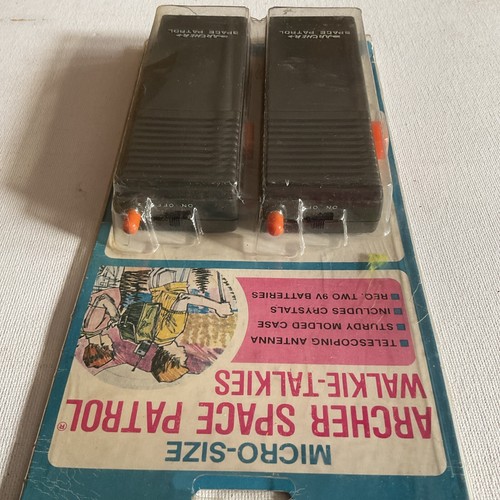 MICRO-SIZE
ARCHER SPACE PATROL®
WALKIE-TALKIES
■ TELESCOPING ANTENNA
■ STURDY MOLDED CASE
■ INCLUDES CRYSTALS
■ REQ. TWO 9V BATTERIES
ON OFF
ON OFF
ARCHER
SPACE PATROL
ARCHER
SPACE PATROL